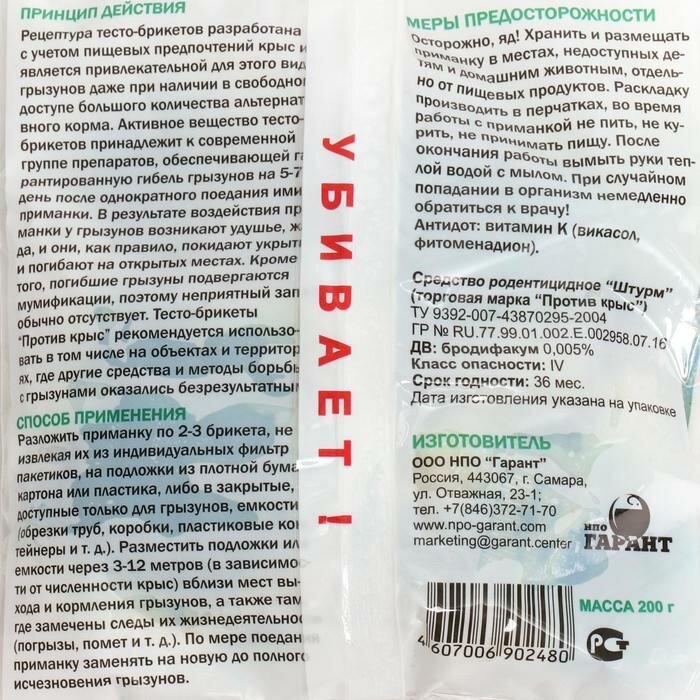 ПРИНЦИП ДЕЙСТВИЯ
Рецептура тесто-брикетов разработана
с учетом пищевых предпочтений крыс и
является привлекательной для этого вид
грызунов даже при наличии в свободно
доступе большого количества альтернат
вного корма. Активное вещество тесто-
брикетов принадлежит к современной
группе препаратов, обеспечивающей га
рантированную гибель грызунов на 5-7
день после однократного поедания ими
приманки. В результате воздействия пр
манки у грызунов возникают удушье, ж
да, и они, как правило, покидают укрыт
и погибают на открытых местах. Кроме
того, погибшие грызуны подвергаются
мумификации, поэтому неприятный зап
обычно отсутствует. Тесто-брикеты
"Против крыс" рекомендуется использо-
вать в том числе на объектах и территор
ях, где другие средства и методы борьбы
с грызунами оказались безрезультатны
СПОСОБ ПРИМЕНЕНИЯ
Разложить приманку по 2-3 брикета, не
извлекая их из индивидуальных фильтр
пакетиков, на подложки из плотной бума
картона или пластика, либо в закрытые,
доступные только для грызунов, емкости
(обрезки труб, коробки, пластиковые кон
тейнеры и т. д.). Разместить подложки ил
емкости через 3-12 метров (в зависимос
ти от численности крыс) вблизи мест вы-
хода и кормления грызунов, а также там
где замечены следы их жизнедеятельнос
(погрызы, помет и т. д.). По мере поедан
приманку заменять на новую до полного
исчезновения грызунов.
УБИВАЕТ!
МЕРЫ ПРЕДОСТОРОЖНОСТИ
Осторожно, яд! Хранить и размещать
приманку в местах, недоступных де-
тям и домашним животным, отдель-
но от пищевых продуктов. Раскладку
производить в перчатках, во время
работы с приманкой не пить, не ку-
рить, не принимать пищу. После
окончания работы вымыть руки теп-
лой водой с мылом. При случайном
попадании в организм немедленно
обратиться к врачу!
Антидот: витамин К (викасол,
фитоменадион).
Средство родентицидное "Штурм"
(торговая марка "Против крыс")
ТУ 9392-007-43870295-2004
ГР № RU.77.99.01.002.Е.002958.07.16
ДВ: бродифакум 0,005%
Класс опасности: IV
Срок годности: 36 мес.
Дата изготовления указана на упаковке
ИЗГОТОВИТЕЛЬ
ООО НПО "Гарант"
Россия, 443067, г. Самара,
ул. Отважная, 23-1;
тел. +7(846)372-71-70
www.npo-garant.com
marketing@garant.center
НПО
ГАРАНТ
4 607006 902480
МАССА 200 г
РСТ